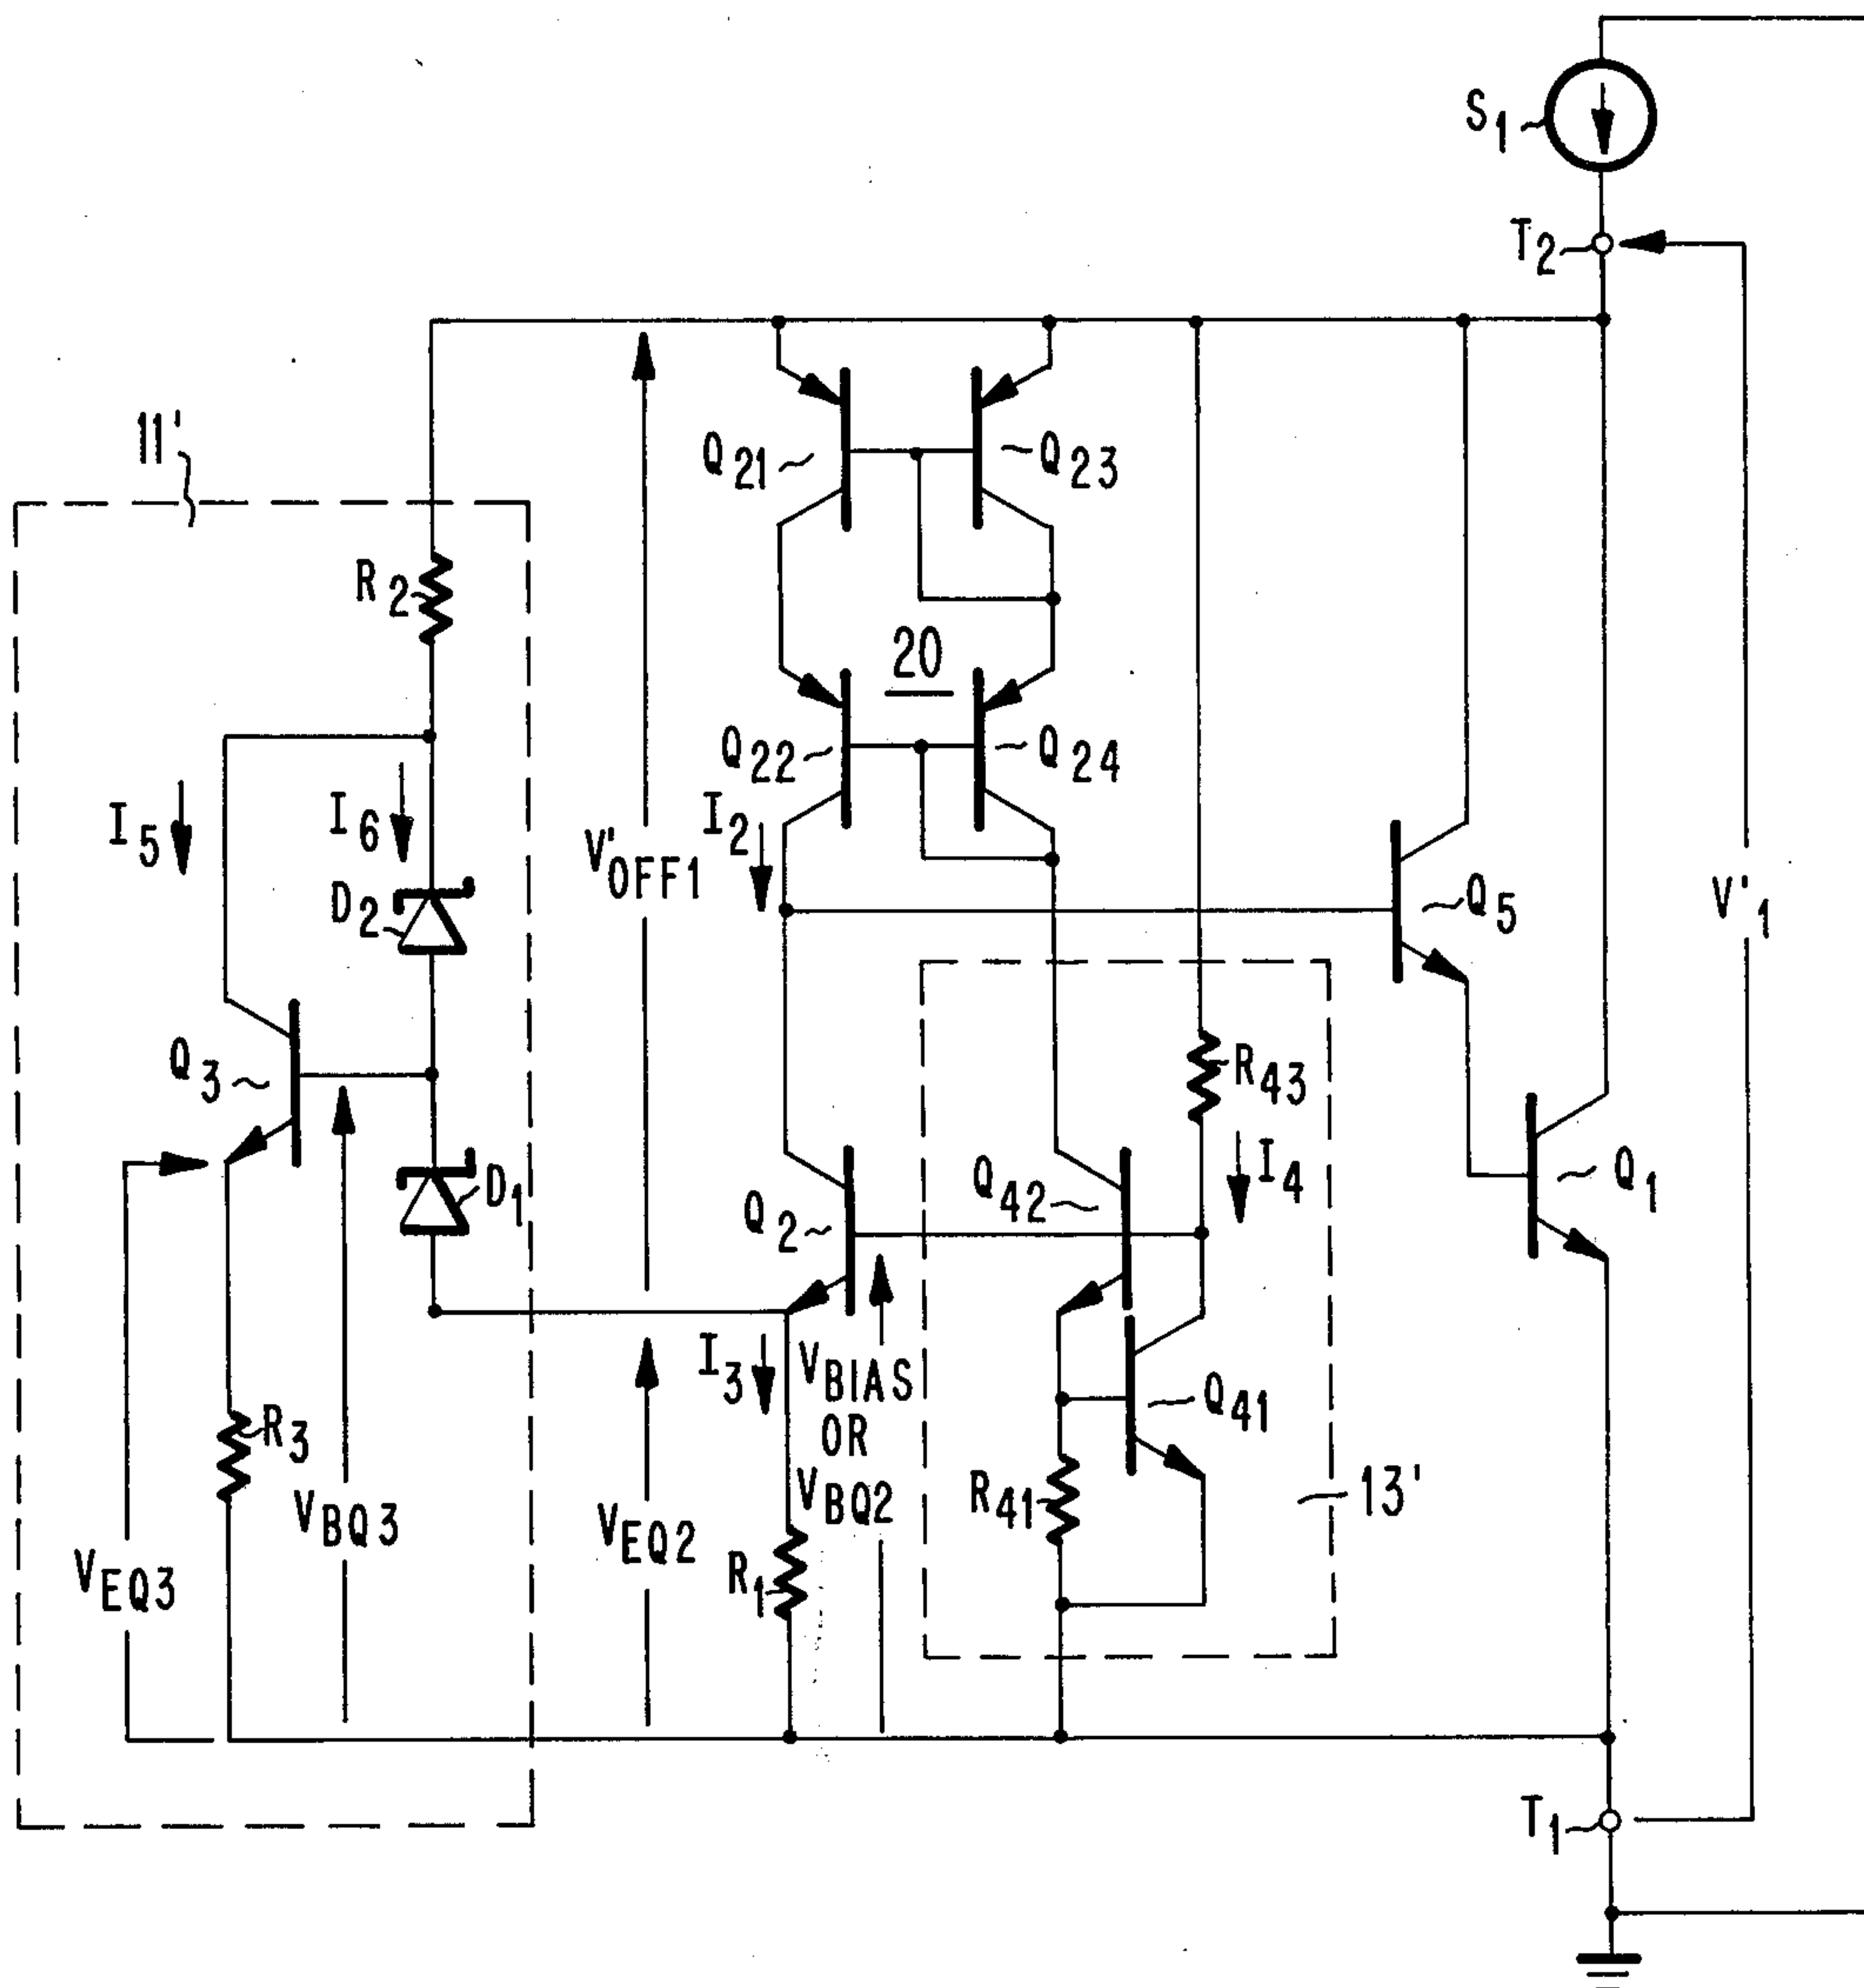 S1
T2
11'
Q21
Q23
R2
20
Q22
Q24
I5
I6
I2
V'OFF1
D2
Q5
V'1
Q3
R43
D1
Q2
Q42
I4
Q1
I3
VBIAS
OR
VBQ2
Q41
R3
R41
13'
VBQ3
VEQ2
VEQ3
R1
T1